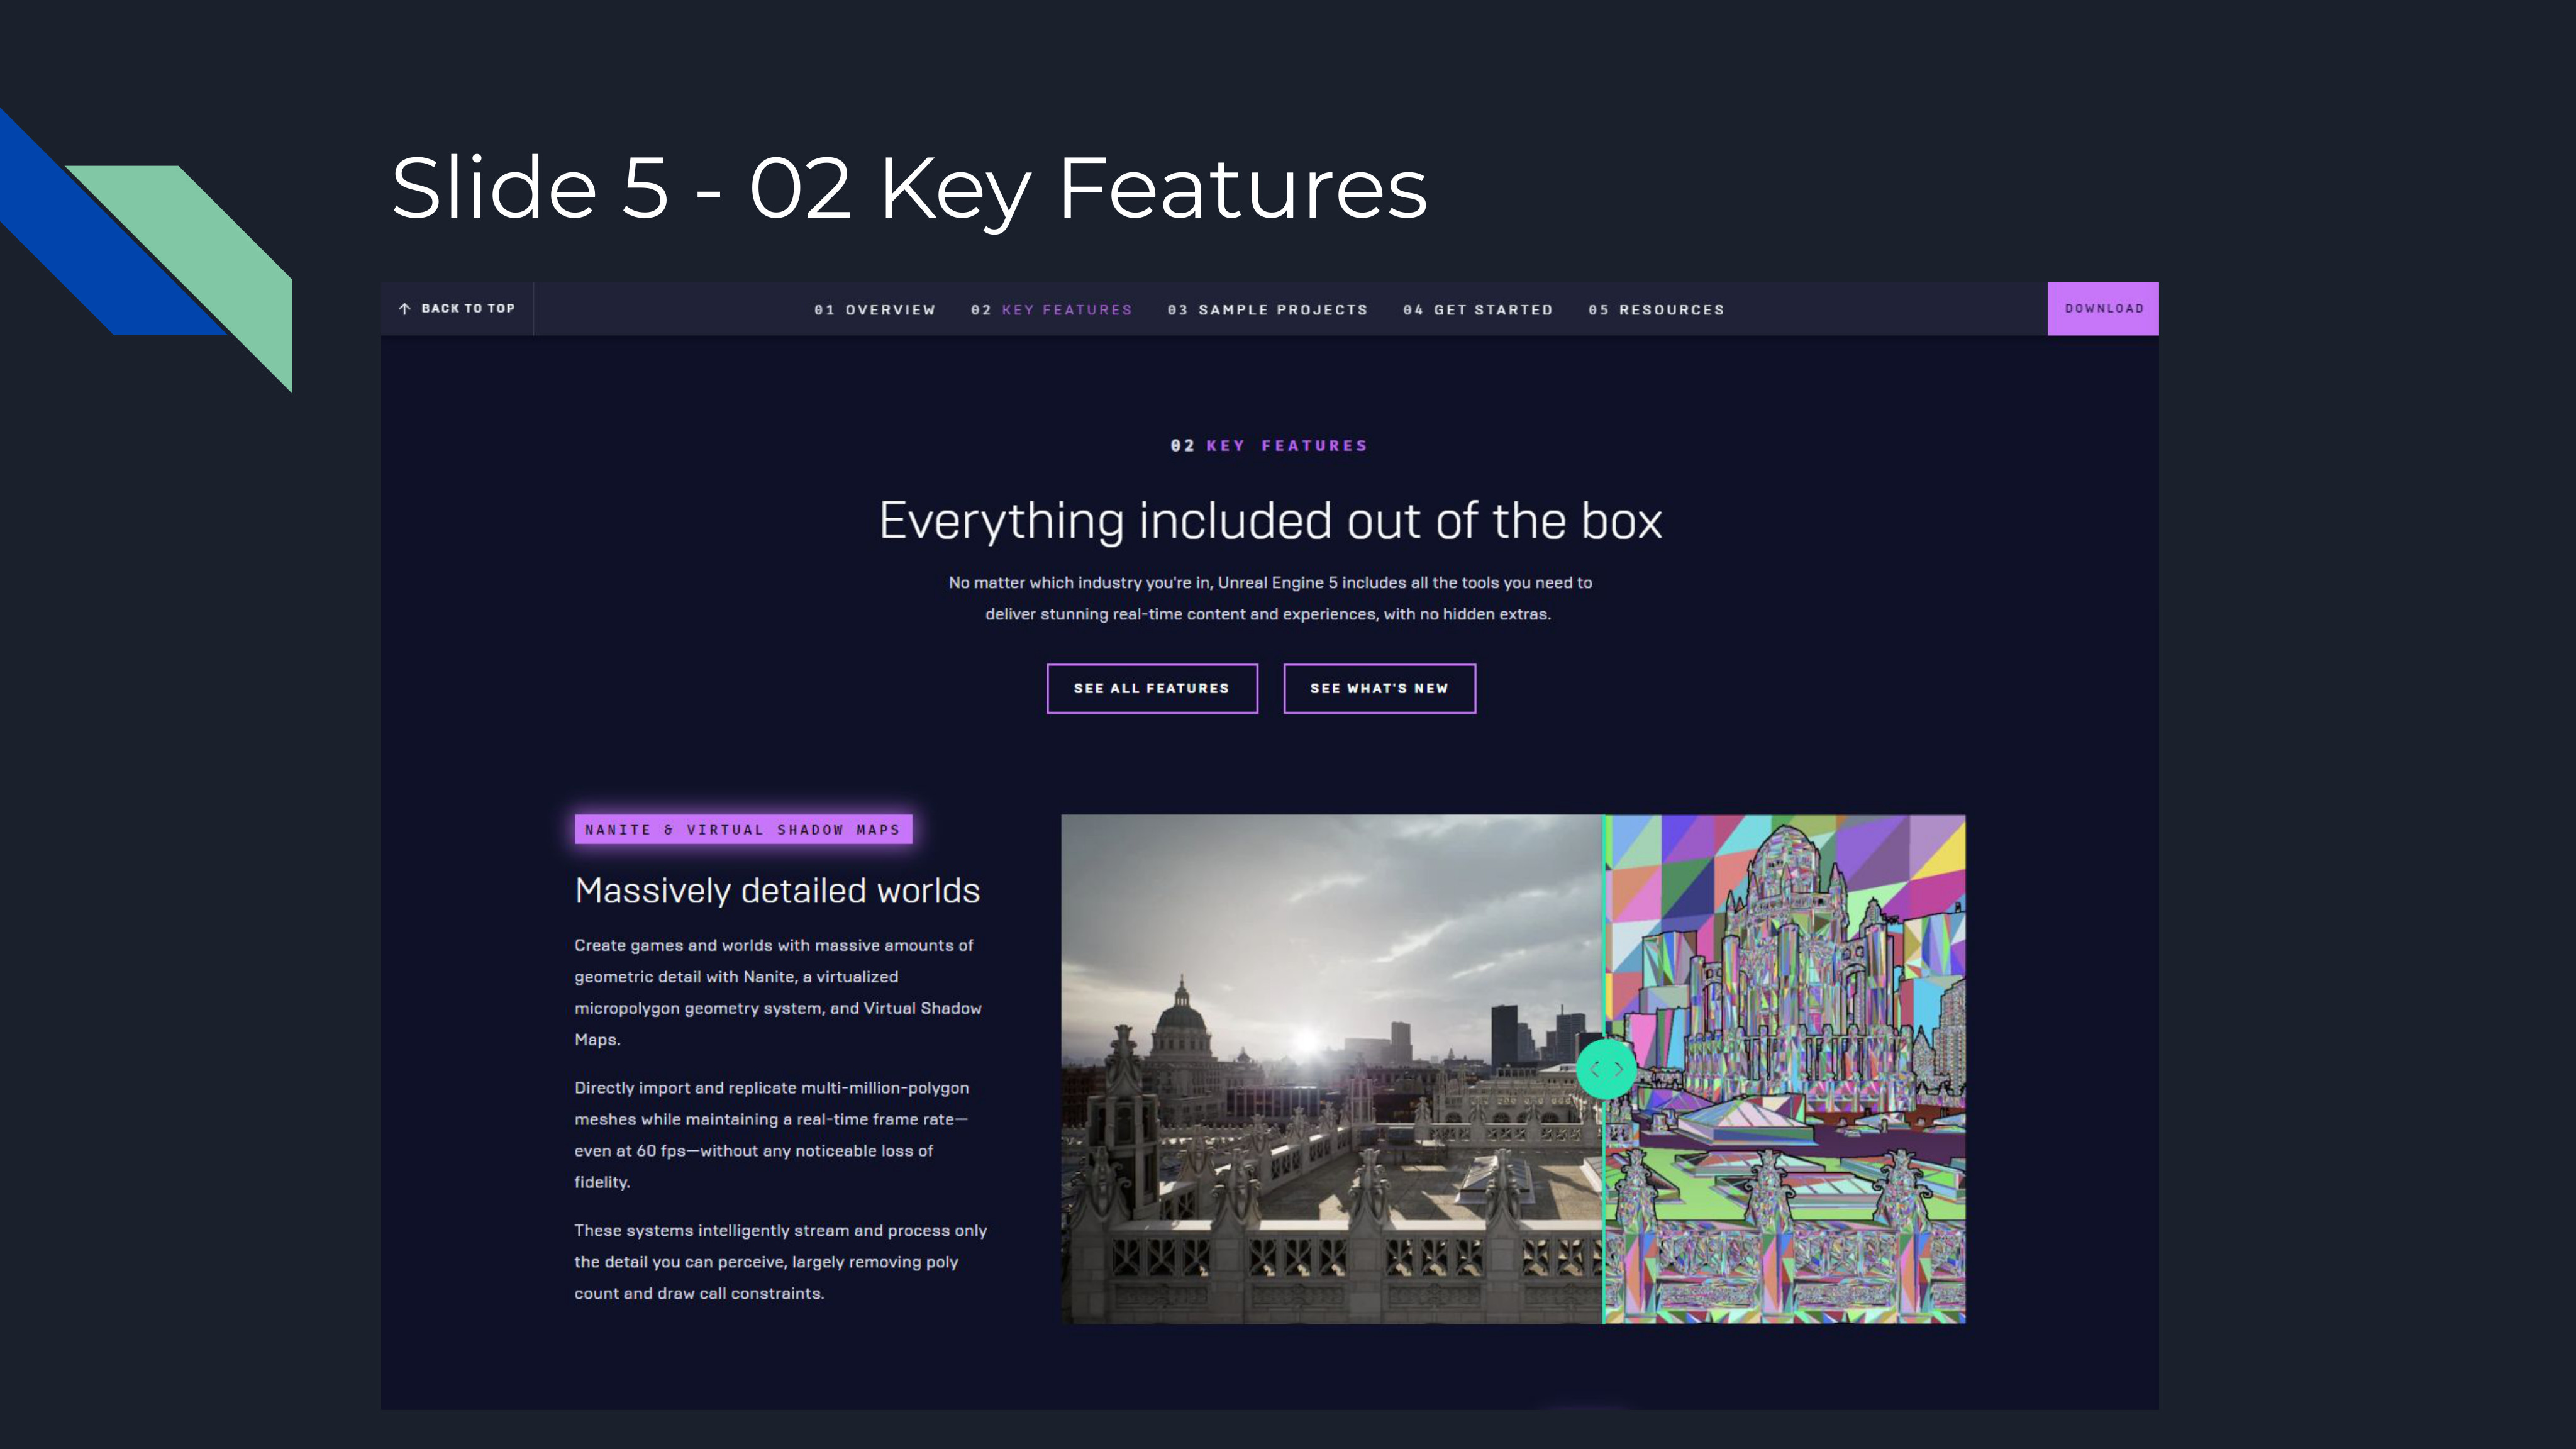 Slide 5 - 02 Key Features
BACK TO TOP
01 OVERVIEW
02 KEY FEATURES
03 SAMPLE PROJECTS
04 GET STARTED
05 RESOURCES
DOWNLOAD
02 KEY FEATURES
Everything included out of the box
No matter which industry you're in, Unreal Engine 5 includes all the tools you need to
deliver stunning real-time content and experiences, with no hidden extras.
SEE ALL FEATURES
SEE WHAT'S NEW
NANITE & VIRTUAL SHADOW MAPS
Massively detailed worlds
Create games and worlds with massive amounts of
geometric detail with Nanite, a virtualized
micropolygon geometry system, and Virtual Shadow
Maps.
Directly import and replicate multi-million-polygon
meshes while maintaining a real-time frame rate—
even at 60 fps—without any noticeable loss of
fidelity.
These systems intelligently stream and process only
the detail you can perceive, largely removing poly
count and draw call constraints.